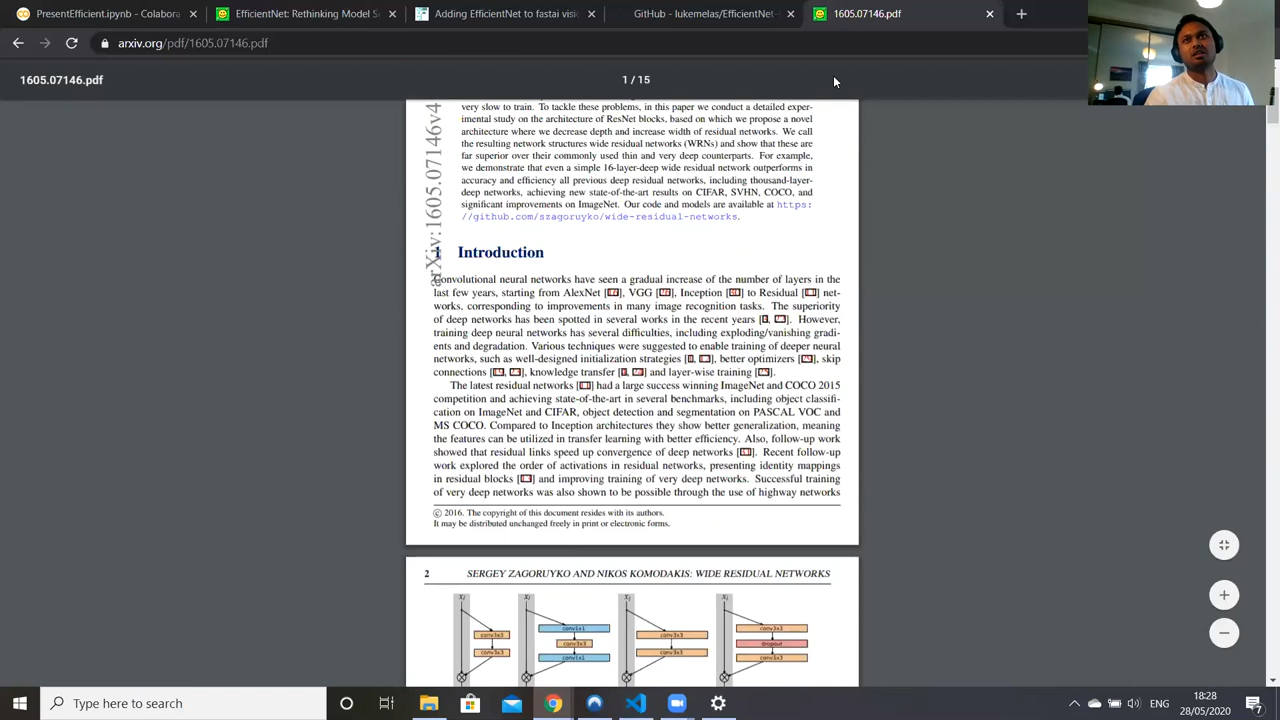 PresentEfficient.ipynb - Colabora
EfficientNet: Rethinking Model S
Adding EfficientNet to fastai visi
GitHub - lukemelas/EfficientNet-
1605.07146.pdf
arxiv.org/pdf/1605.07146.pdf
1605.07146.pdf
1 / 15
arXiv:1605.07146v4
very slow to train. To tackle these problems, in this paper we conduct a detailed exper-
imental study on the architecture of ResNet blocks, based on which we propose a novel
architecture where we decrease depth and increase width of residual networks. We call
the resulting network structures wide residual networks (WRNs) and show that these are
far superior over their commonly used thin and very deep counterparts. For example,
we demonstrate that even a simple 16-layer-deep wide residual network outperforms in
accuracy and efficiency all previous deep residual networks, including thousand-layer-
deep networks, achieving new state-of-the-art results on CIFAR, SVHN, COCO, and
significant improvements on ImageNet. Our code and models are available at https:
//github.com/szagoruyko/wide-residual-networks.
1 Introduction
Convolutional neural networks have seen a gradual increase of the number of layers in the
last few years, starting from AlexNet [], VGG [], Inception [] to Residual [] net-
works, corresponding to improvements in many image recognition tasks. The superiority
of deep networks has been spotted in several works in the recent years [, ]. However,
training deep neural networks has several difficulties, including exploding/vanishing gradi-
ents and degradation. Various techniques were suggested to enable training of deeper neural
networks, such as well-designed initialization strategies [, ], better optimizers [], skip
connections [, ], knowledge transfer [, ] and layer-wise training [].
The latest residual networks [] had a large success winning ImageNet and COCO 2015
competition and achieving state-of-the-art in several benchmarks, including object classifi-
cation on ImageNet and CIFAR, object detection and segmentation on PASCAL VOC and
MS COCO. Compared to Inception architectures they show better generalization, meaning
the features can be utilized in transfer learning with better efficiency. Also, follow-up work
showed that residual links speed up convergence of deep networks []. Recent follow-up
work explored the order of activations in residual networks, presenting identity mappings
in residual blocks [] and improving training of very deep networks. Successful training
of very deep networks was also shown to be possible through the use of highway networks
© 2016. The copyright of this document resides with its authors.
It may be distributed unchanged freely in print or electronic forms.
2 SERGEY ZAGORUYKO AND NIKOS KOMODAKIS: WIDE RESIDUAL NETWORKS
conv3x3
conv3x3
conv1x1
conv3x3
conv1x1
conv3x3
conv3x3
conv3x3
dropout
conv3x3
Type here to search
ENG
18:28
28/05/2020
7